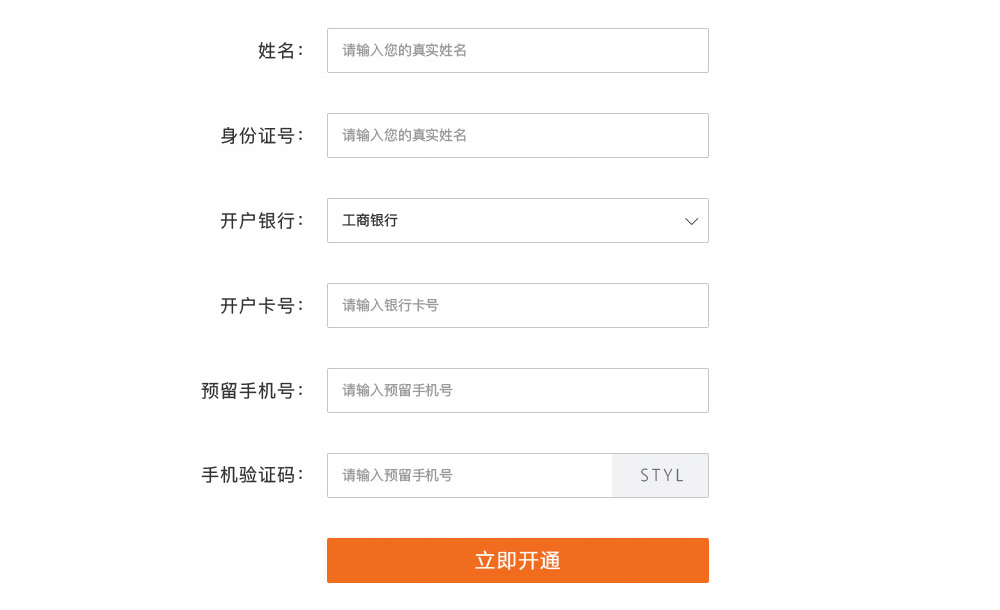 姓名： 请输入您的真实姓名
身份证号： 请输入您的真实姓名
开户银行： 工商银行
开户卡号： 请输入银行卡号
预留手机号： 请输入预留手机号
手机验证码： 请输入预留手机号 STYL
立即开通